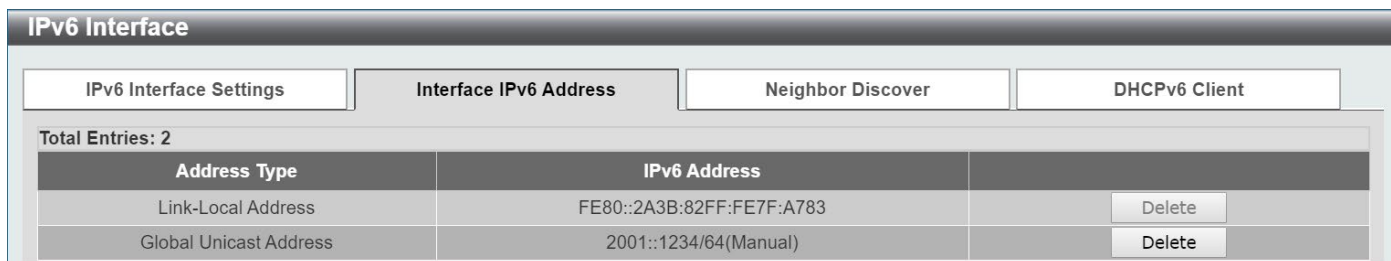 IPv6 Interface
IPv6 Interface Settings Interface IPv6 Address Neighbor Discover DHCPv6 Client
Total Entries: 2
Address Type IPv6 Address
Link-Local Address FE80::2A3B:82FF:FE7F:A783 Delete
Global Unicast Address 2001::1234/64(Manual) Delete